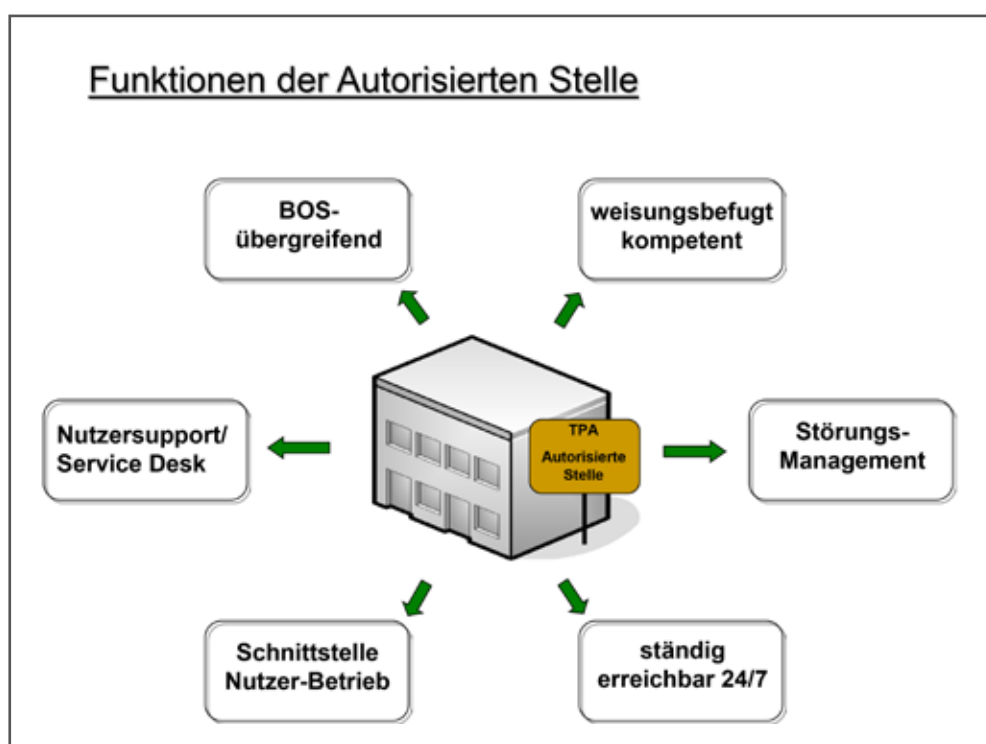 Funktionen der Autorisierten Stelle
BOS-
übergreifend
weisungsbefugt
kompetent
Nutzersupport/
Service Desk
TPA
Autorisierte
Stelle
Störungs-
Management
Schnittstelle
Nutzer-Betrieb
ständig
erreichbar 24/7